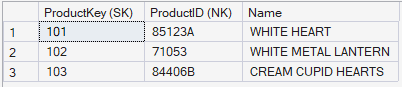 ProductKey (SK) ProductID (NK) Name
1 101 85123A WHITE HEART
2 102 71053 WHITE METAL LANTERN
3 103 84406B CREAM CUPID HEARTS